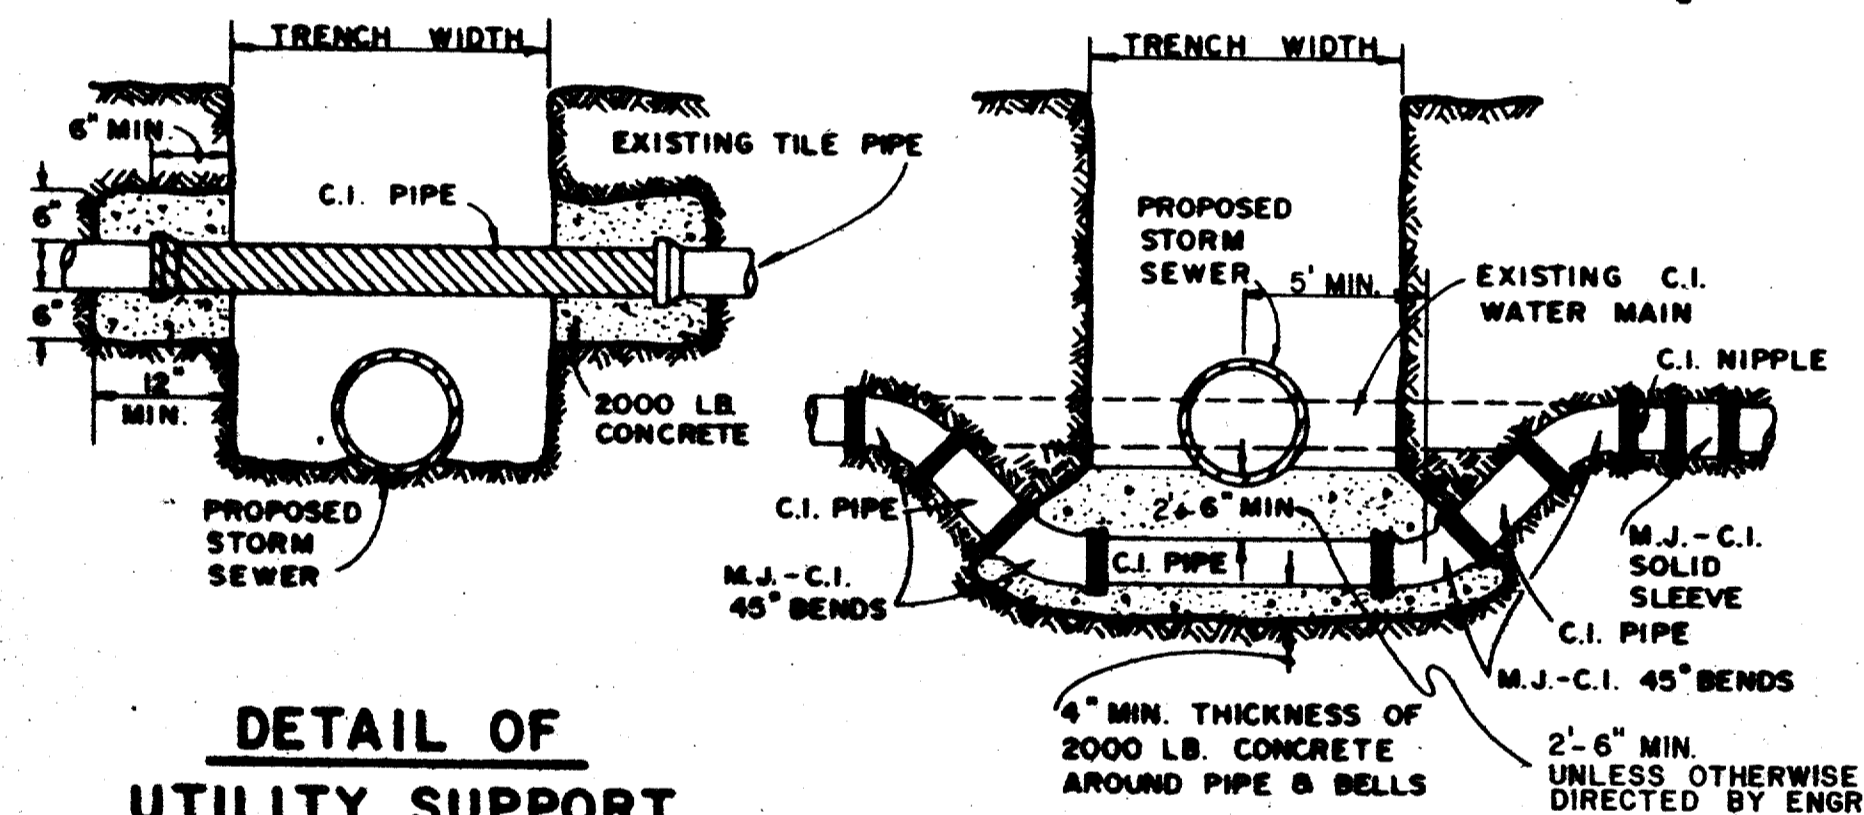 TRENCH WIDTH
6" MIN.
EXISTING TILE PIPE
C.I. PIPE
6"
6"
12"
MIN.
2000 LB.
CONCRETE
PROPOSED
STORM
SEWER
DETAIL OF
UTILITY SUPPORT
TRENCH WIDTH
PROPOSED
STORM
SEWER
5' MIN.
EXISTING C.I.
WATER MAIN
C.I. NIPPLE
C.I. PIPE
2'-6" MIN
C.I. PIPE
M.J.-C.I.
45° BENDS
M.J.-C.I.
SOLID
SLEEVE
C.I. PIPE
M.J.-C.I. 45° BENDS
4" MIN. THICKNESS OF
2000 LB. CONCRETE
AROUND PIPE & BELLS
2'-6" MIN.
UNLESS OTHERWISE
DIRECTED BY ENGR